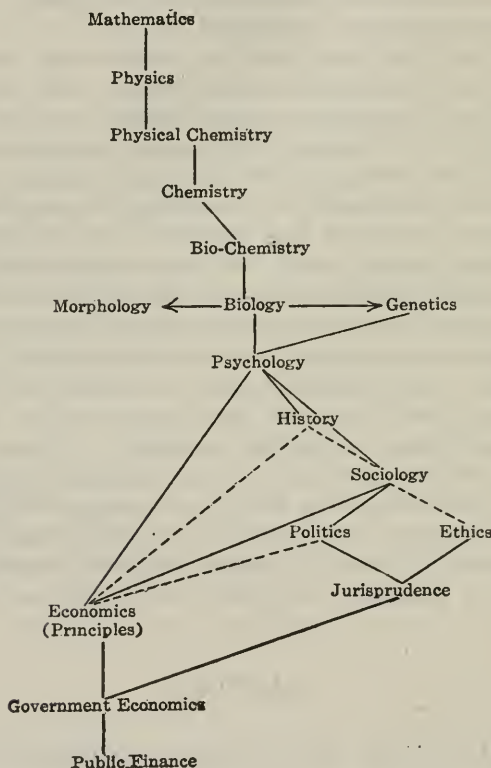 Mathematics
Physics
Physical Chemistry
Chemistry
Bio-Chemistry
Morphology Biology Genetics
Psychology
History
Sociology
Politics Ethics
Jurisprudence
Economics
(Principles)
Government Economics
Public Finance